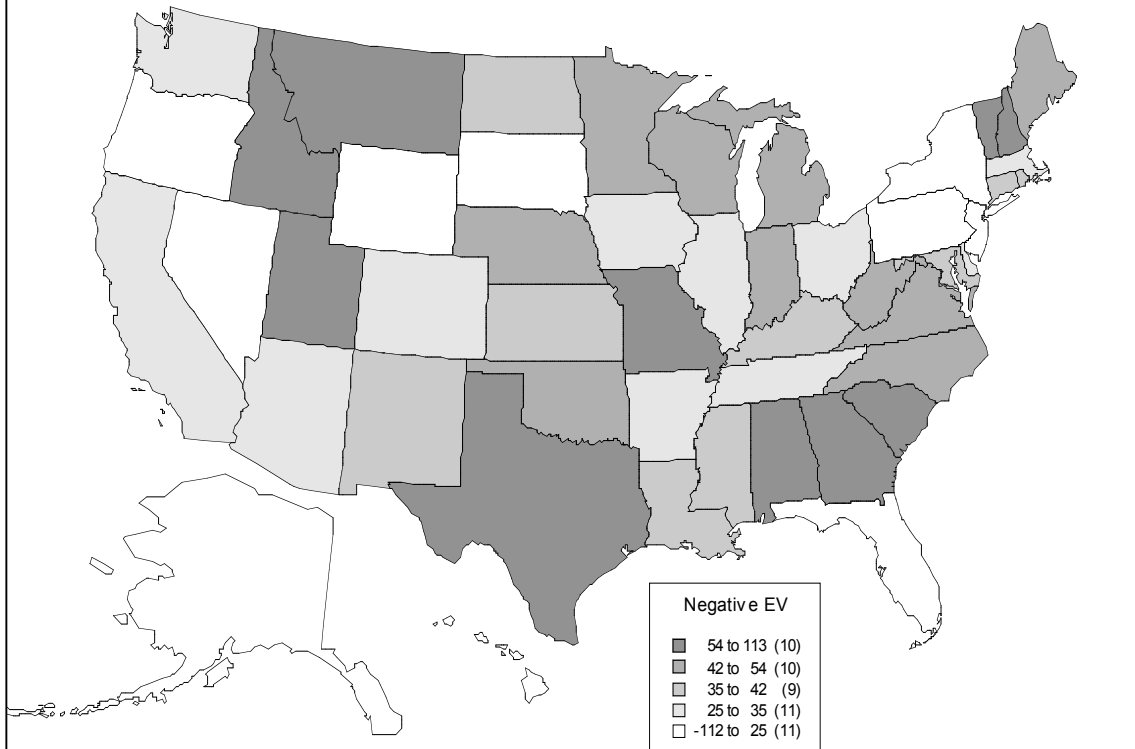 Negative EV
54 to 113 (10)
42 to 54 (10)
35 to 42 (9)
25 to 35 (11)
-112 to 25 (11)